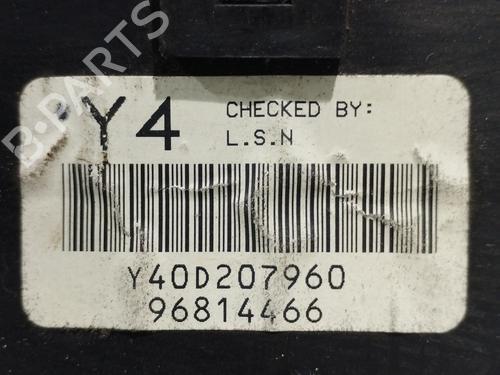 B-PARTS
Y4
CHECKED BY:
L.S.N
Y40D207960
96814466